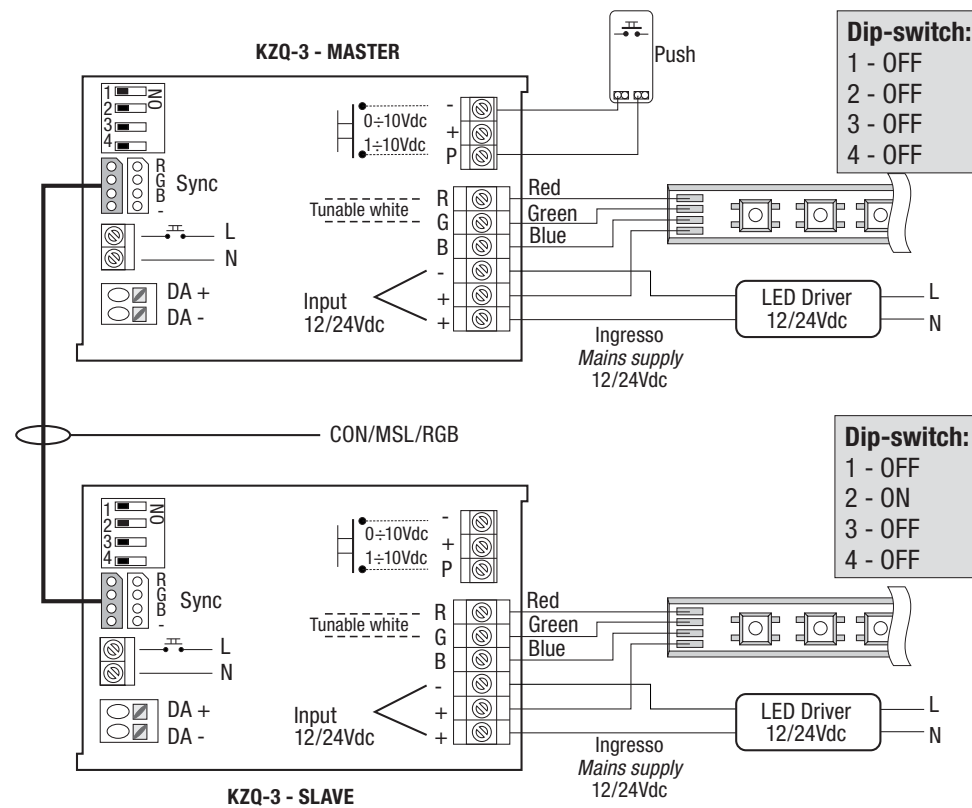 KZQ-3 - MASTER
Push
Dip-switch:
1 - OFF
2 - OFF
3 - OFF
4 - OFF
1
2
3
4
NO
0÷10Vdc
1÷10Vdc
-
+
P
R
G
B
-
Sync
L
N
DA +
DA -
Tunable white
R
G
B
-
+
+
Red
Green
Blue
Input
12/24Vdc
LED Driver
12/24Vdc
L
N
Ingresso
Mains supply
12/24Vdc
CON/MSL/RGB
Dip-switch:
1 - OFF
2 - ON
3 - OFF
4 - OFF
1
2
3
4
NO
0÷10Vdc
1÷10Vdc
-
+
P
R
G
B
-
Sync
L
N
DA +
DA -
Tunable white
R
G
B
-
+
+
Red
Green
Blue
Input
12/24Vdc
LED Driver
12/24Vdc
L
N
Ingresso
Mains supply
12/24Vdc
KZQ-3 - SLAVE